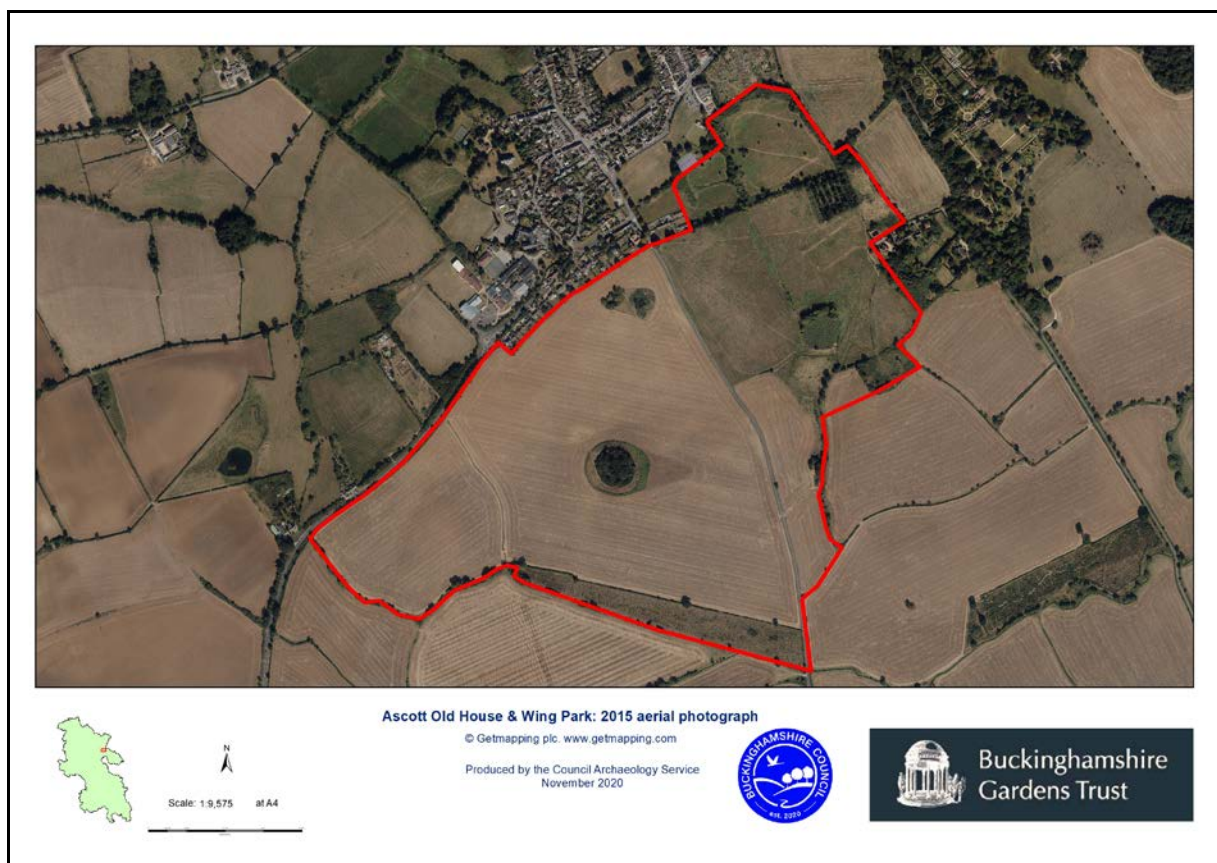 Ascott Old House & Wing Park: 2015 aerial photograph
© Getmapping plc. www.getmapping.com
Produced by the Council Archaeology Service
November 2020
N
Scale: 1:9,575 at A4
BUCKINGHAMSHIRE COUNCIL
est. 2020
Buckinghamshire
Gardens Trust